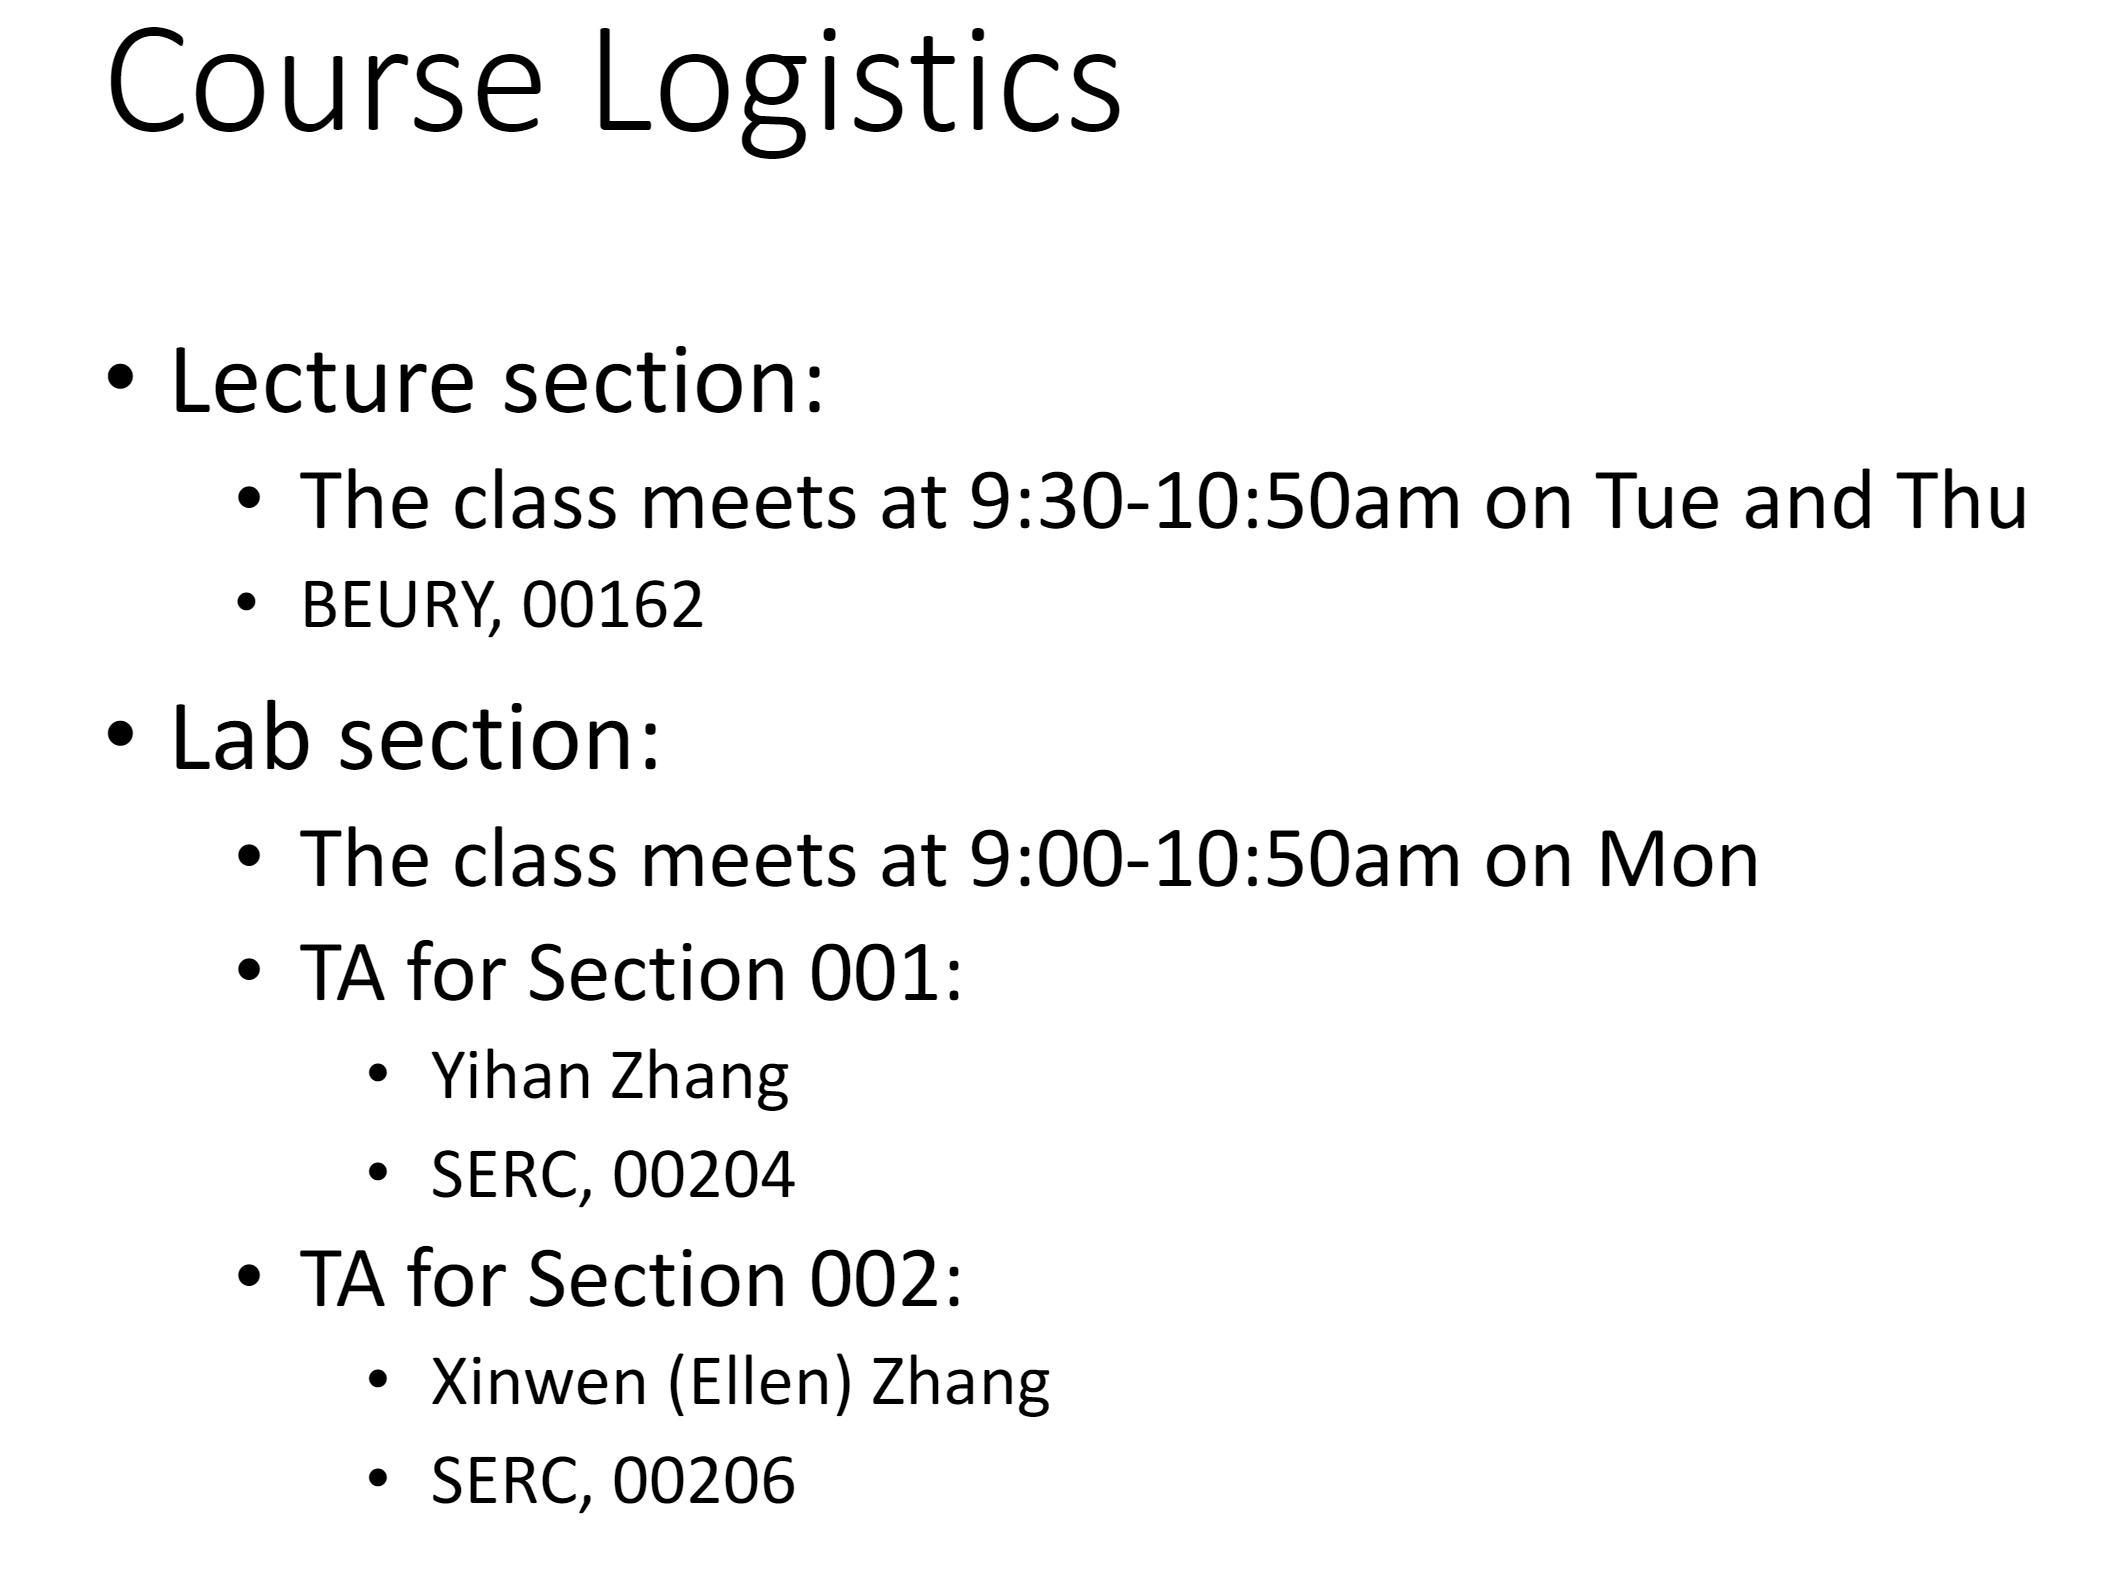 Course Logistics
• Lecture section:
• The class meets at 9:30-10:50am on Tue and Thu
• BEURY, 00162
• Lab section:
• The class meets at 9:00-10:50am on Mon
• TA for Section 001:
• Yihan Zhang
• SERC, 00204
• TA for Section 002:
• Xinwen (Ellen) Zhang
• SERC, 00206